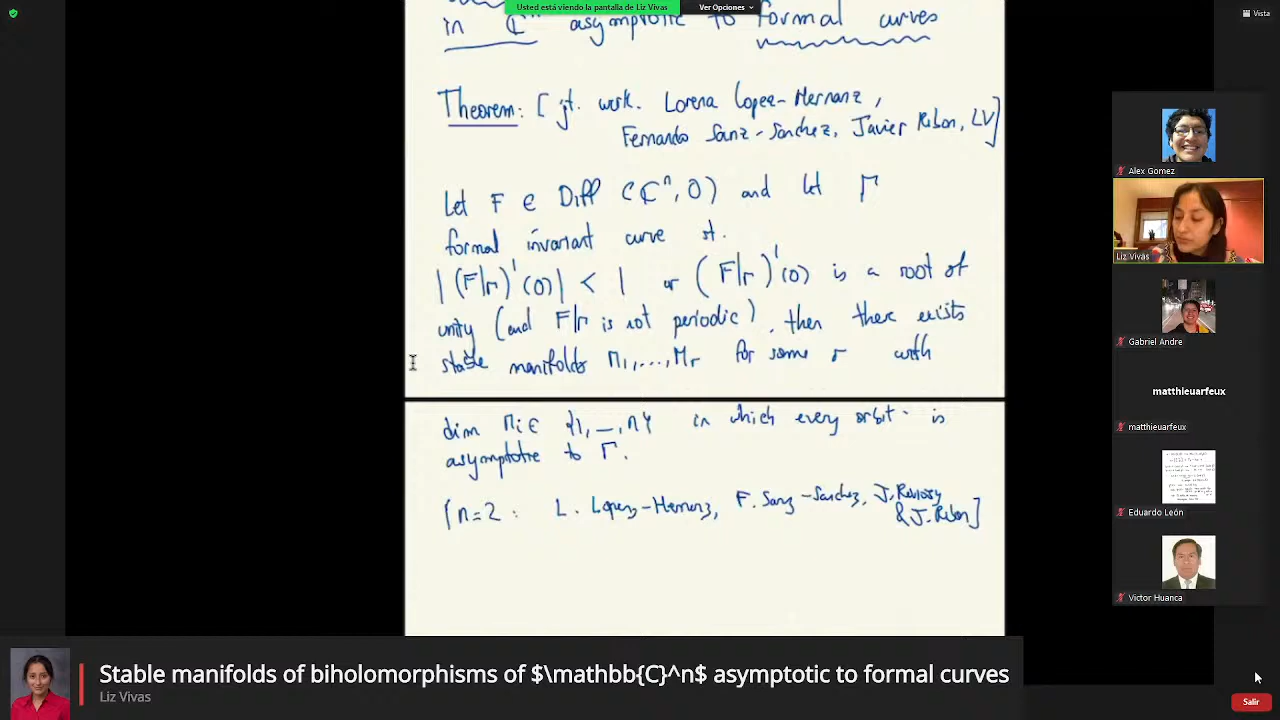 Usted está viendo la pantalla de Liz Vivas
Ver Opciones
Vista
in ℂⁿ asymptotic to formal curves
Theorem: [jt. work. Lorena Lopez-Hernanz,
Fernando Sanz-Sanchez, Javier Ribon, LV]
Let F ∈ Diff (ℂⁿ, 0) and let Γ
formal invariant curve st.
|(F|Γ)'(0)| < 1 or (F|Γ)'(0) is a root of
unity (and F|Γ is not periodic), then there exists
stable manifolds M₁,...,Mᵣ for some r with
dim Mᵢ ∈ {1, _, n} in which every orbit is
asymptotic to Γ.
[n=2: L. Lopez-Hernanz, F. Sanz-Sanchez, J. Raissy
& J. Ribon]
Alex Gomez
Liz Vivas
Gabriel Andre
matthieuarfeux
matthieuarfeux
Eduardo León
Victor Huanca
Stable manifolds of biholomorphisms of $\mathbb{C}^n$ asymptotic to formal curves
Liz Vivas
Salir